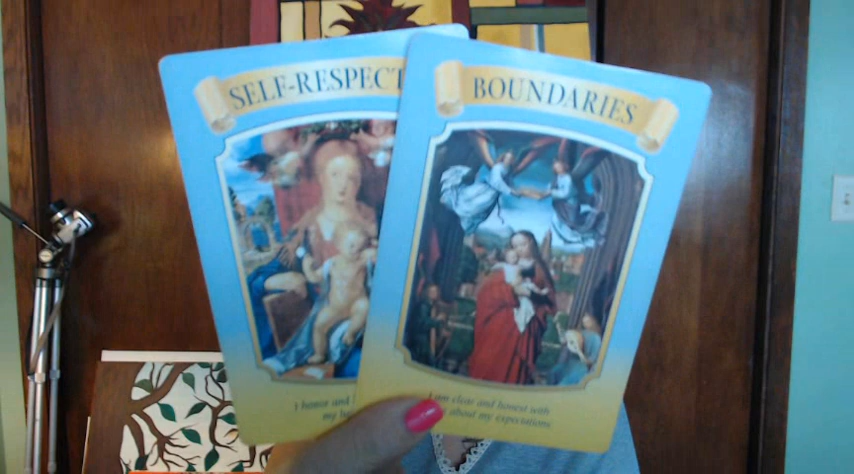 SELF-RESPECT
BOUNDARIES
I honor and
my
I am clear and honest with
about my expectations